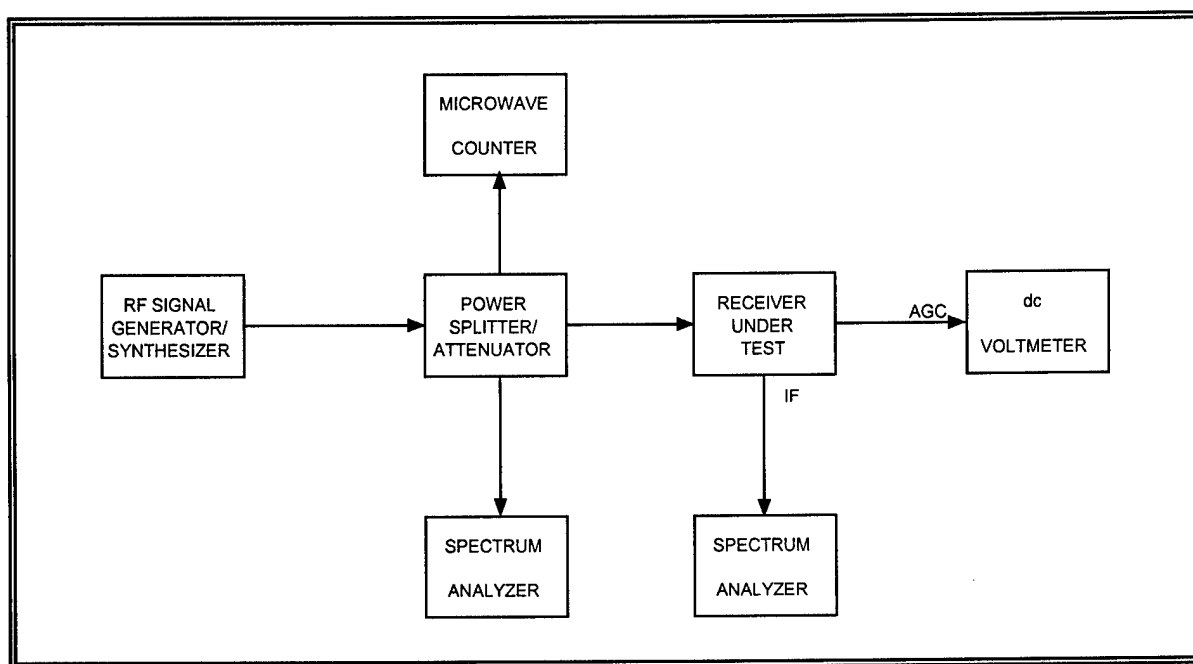 MICROWAVE
COUNTER
RF SIGNAL
GENERATOR/
SYNTHESIZER
POWER
SPLITTER/
ATTENUATOR
RECEIVER
UNDER
TEST
AGC
dc
VOLTMETER
IF
SPECTRUM
ANALYZER
SPECTRUM
ANALYZER